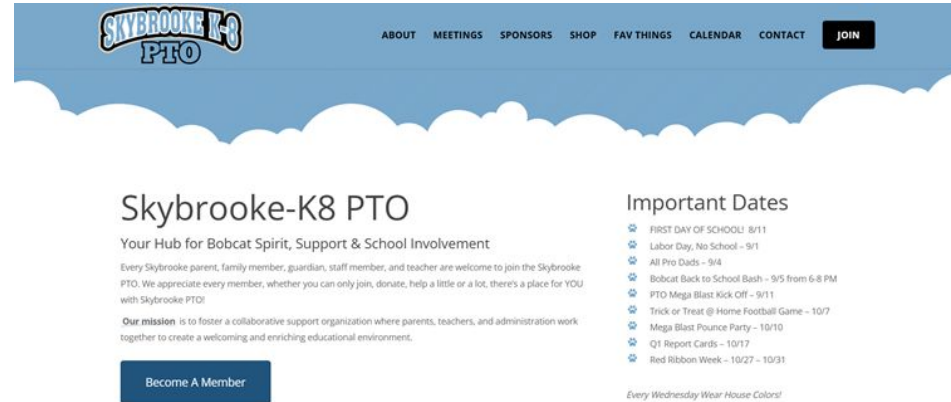 SKYBROOKE K-8
PTO
ABOUT MEETINGS SPONSORS SHOP FAV THINGS CALENDAR CONTACT JOIN
Skybrooke-K8 PTO
Your Hub for Bobcat Spirit, Support & School Involvement
Every Skybrooke parent, family member, guardian, staff member, and teacher are welcome to join the Skybrooke
PTO. We appreciate every member, whether you can only join, donate, help a little or a lot, there's a place for YOU
with Skybrooke PTO!
Our mission is to foster a collaborative support organization where parents, teachers, and administration work
together to create a welcoming and enriching educational environment.
Become A Member
Important Dates
FIRST DAY OF SCHOOL! 8/11
Labor Day, No School – 9/1
All Pro Dads – 9/4
Bobcat Back to School Bash – 9/5 from 6-8 PM
PTO Mega Blast Kick Off – 9/11
Trick or Treat @ Home Football Game – 10/7
Mega Blast Pounce Party – 10/10
Q1 Report Cards – 10/17
Red Ribbon Week – 10/27 – 10/31
Every Wednesday Wear House Colors!